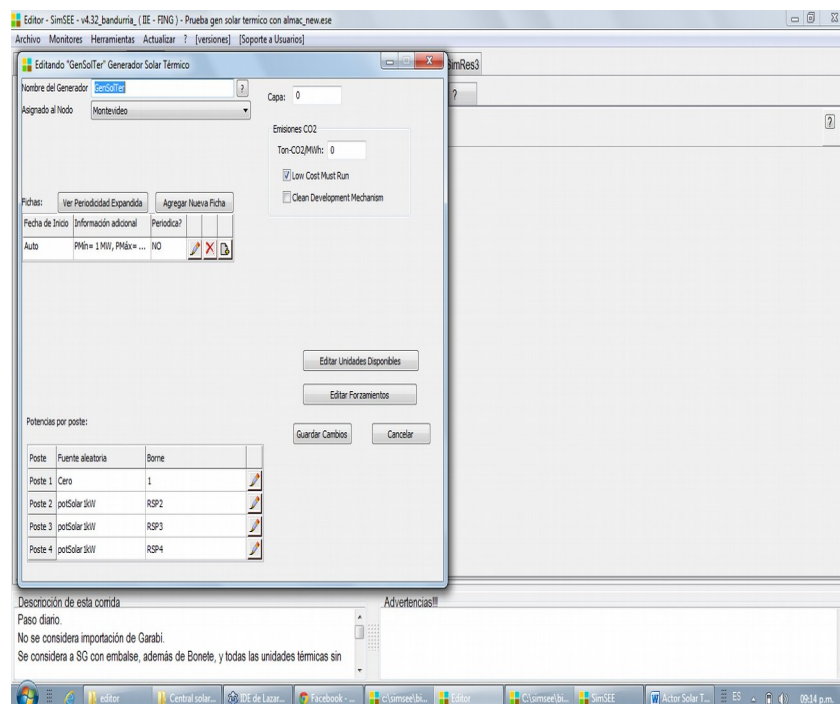 Editor - SimSEE - v4.32_bandurria_ ( IIE - FING ) - Prueba gen solar termico con almac_new.ese
Archivo Monitores Herramientas Actualizar ? [versiones] [Soporte a Usuarios]
Editando "GenSolTer" Generador Solar Térmico
SimRes3
?
?
Nombre del Generador GenSolTer ?
Asignado al Nodo Montevideo
Capa: 0
Emisiones CO2
Ton-CO2/MWh: 0
Low Cost Must Run
Clean Development Mechanism
Fichas: Ver Periodicidad Expandida Agregar Nueva Ficha
Fecha de Inicio Información adicional Periodica?
Auto PMín= 1 MW, PMáx= ... NO
Editar Unidades Disponibles
Editar Forzamientos
Guardar Cambios Cancelar
Potencias por poste:
Poste Fuente aleatoria Borne
Poste 1 Cero 1
Poste 2 potSolar1kW RSP2
Poste 3 potSolar1kW RSP3
Poste 4 potSolar1kW RSP4
Descripción de esta corrida
Advertencias!!!
Paso diario.
No se considera importación de Garabí.
Se considera a SG con embalse, además de Bonete, y todas las unidades térmicas sin
editor Central solar... IDE de Lazar... Facebook - ... c:\simsee\bi... Editor C:\simsee\bi... SimSEE Actor Solar T... ES 09:14 p.m.